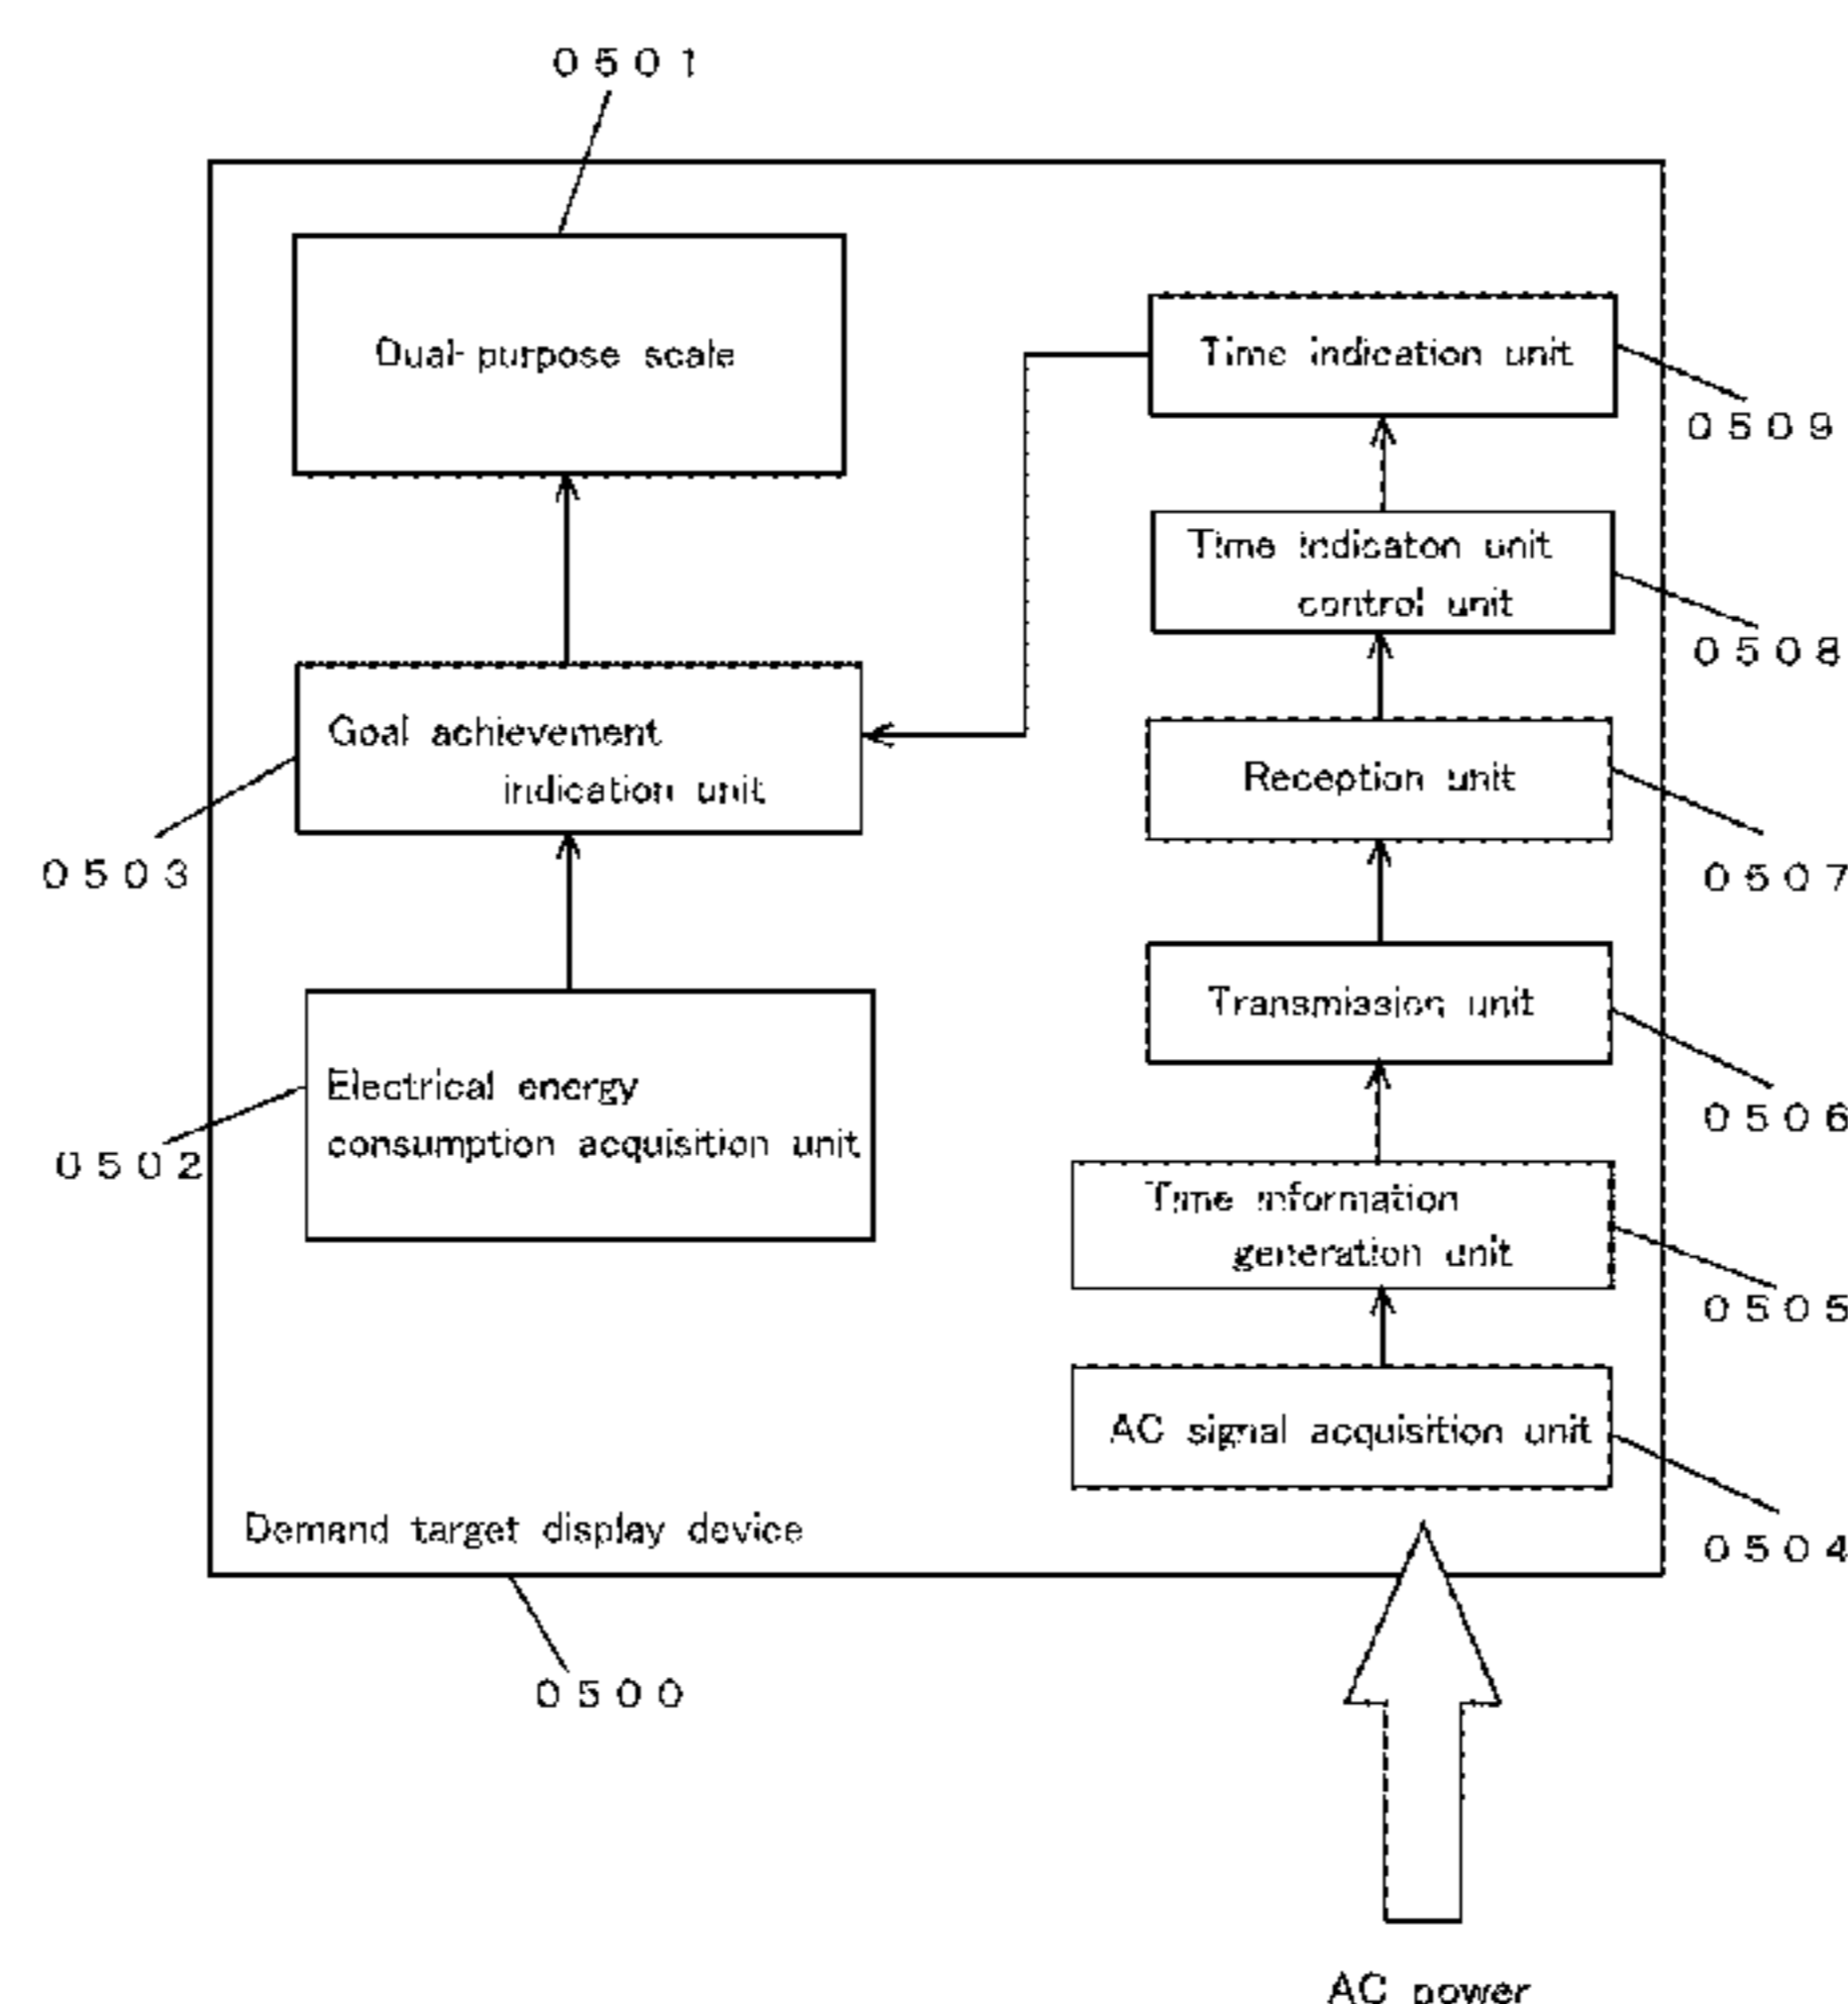 0501
Dual-purpose scale
Time indication unit
0509
Time indicaton unit
control unit
0508
Goal achievement
indication unit
0503
Reception unit
0507
Transmission unit
0506
Electrical energy
consumption acquisition unit
0502
Time information
generation unit
0505
AC signal acquisition unit
0504
Demand target display device
0500
AC power